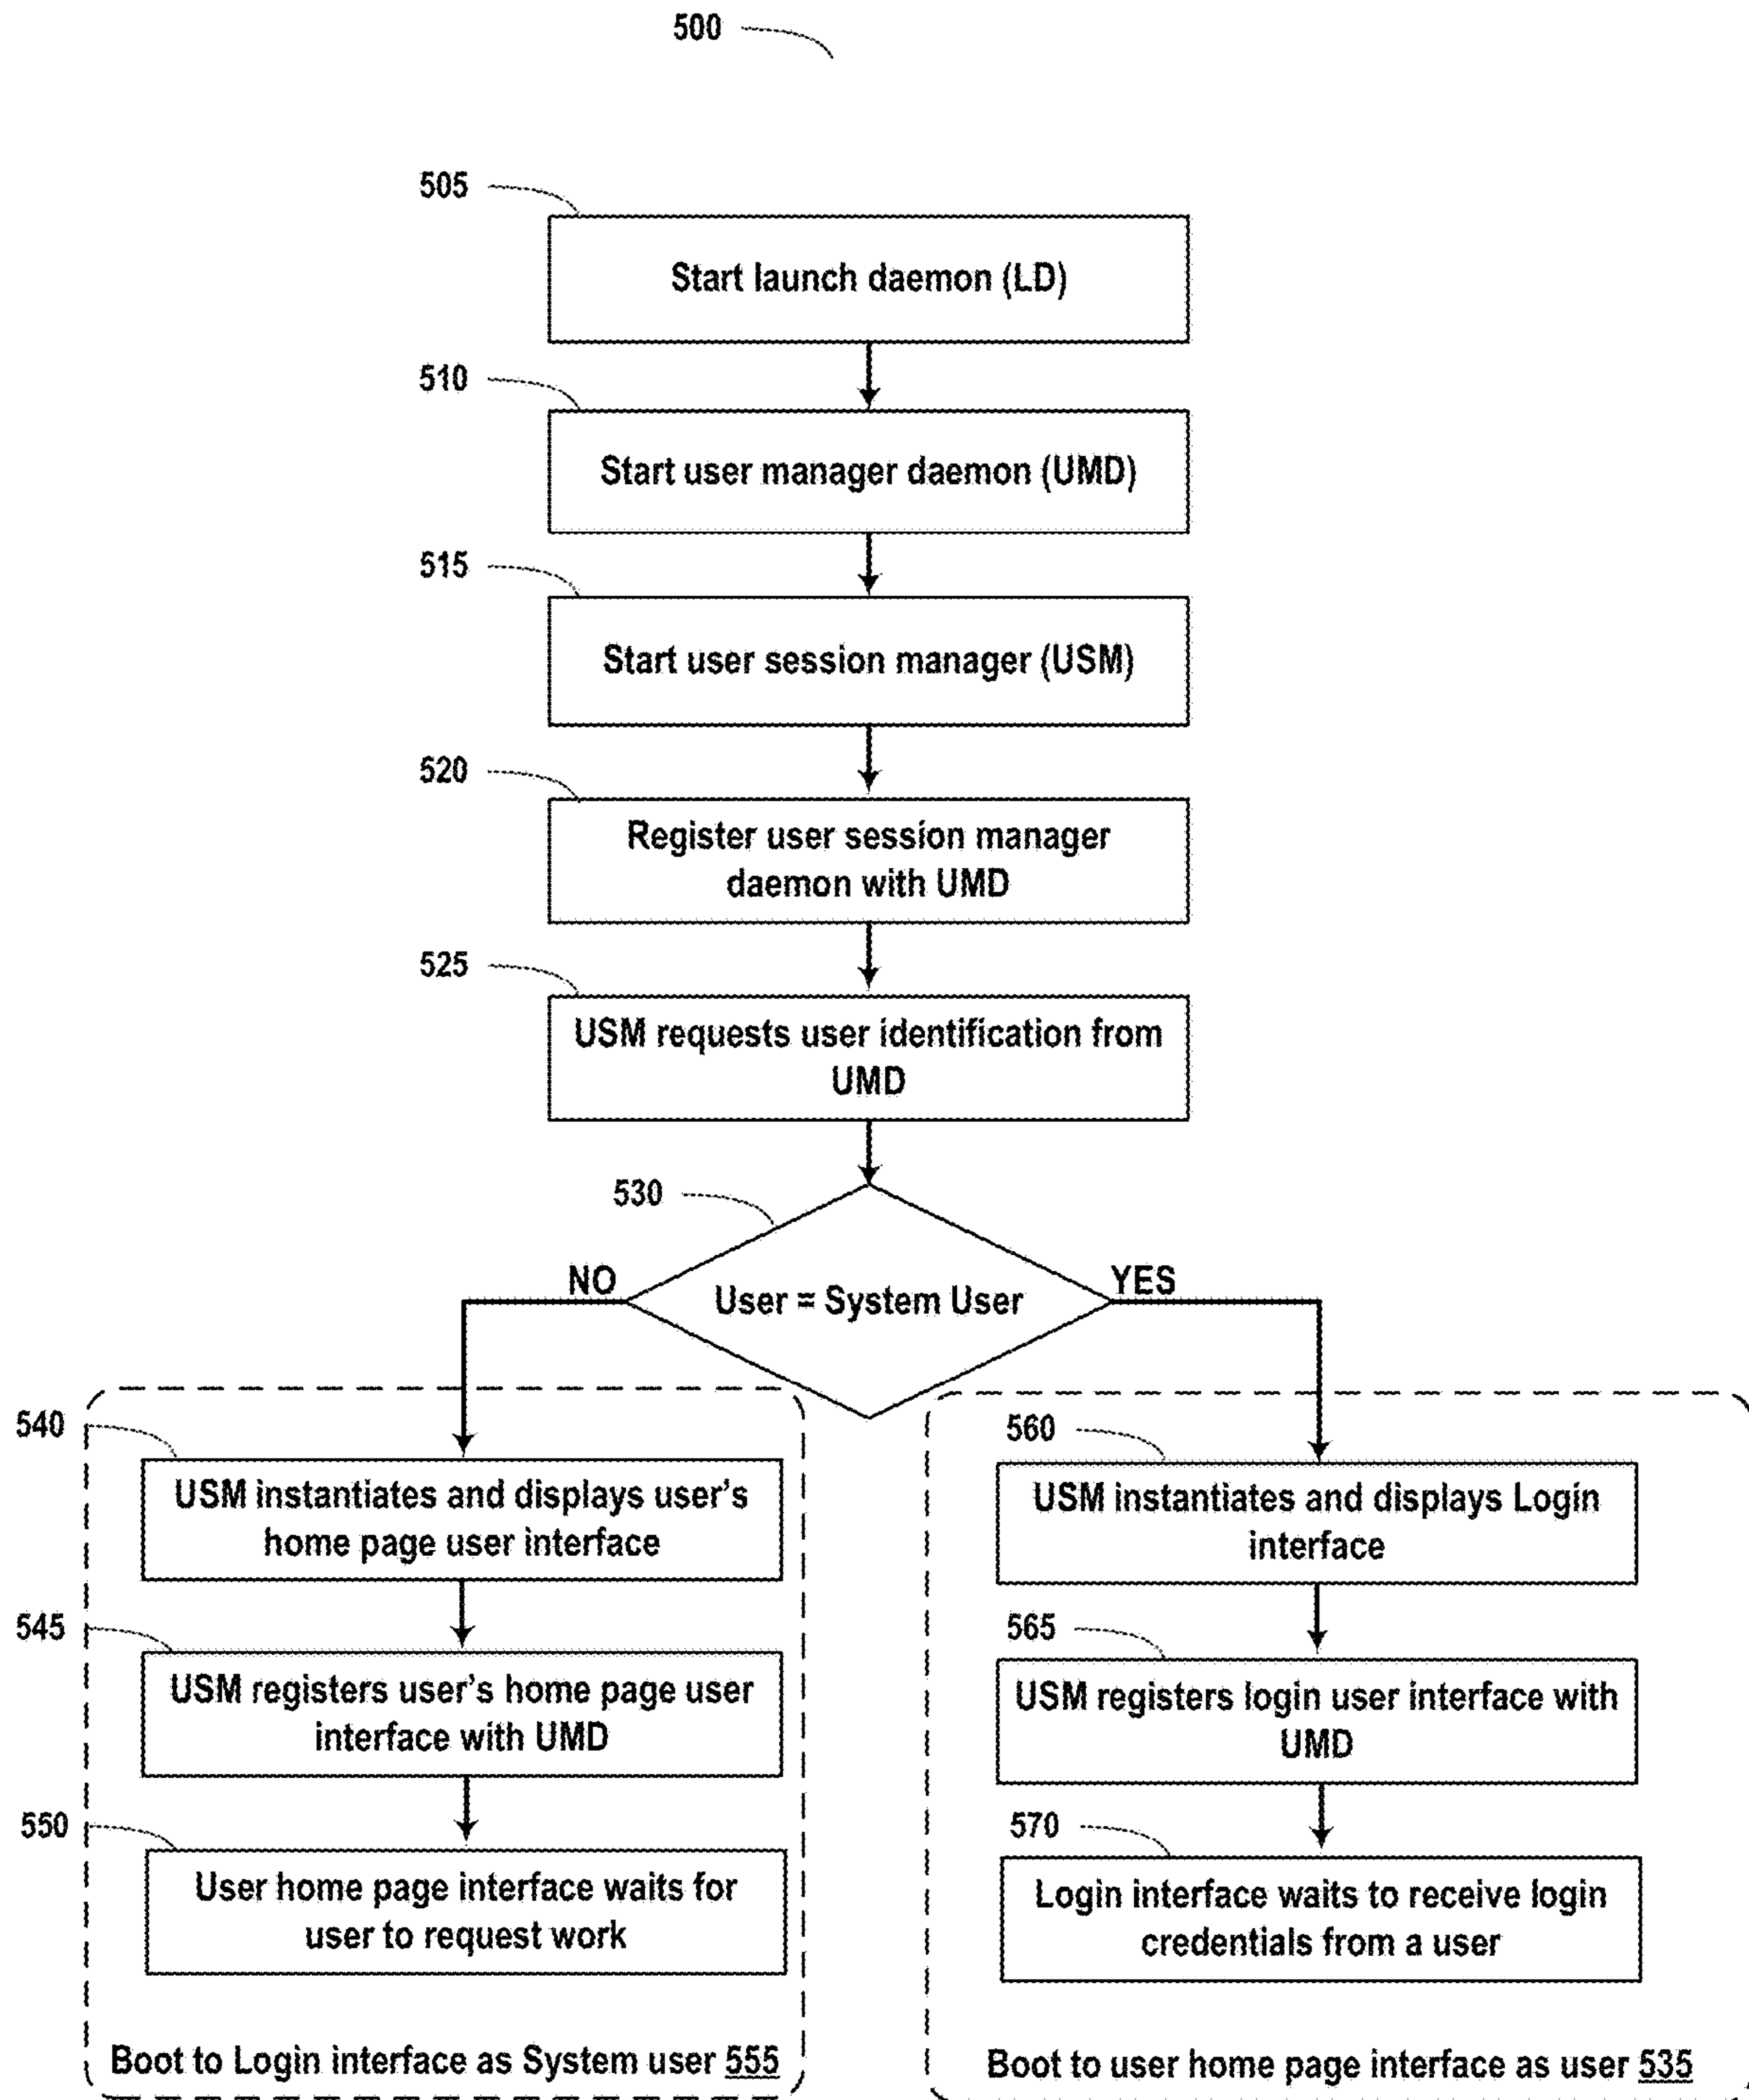 500
505
Start launch daemon (LD)
510
Start user manager daemon (UMD)
515
Start user session manager (USM)
520
Register user session manager
daemon with UMD
525
USM requests user identification from
UMD
530
User = System User
NO
YES
540
USM instantiates and displays user's
home page user interface
545
USM registers user's home page user
interface with UMD
550
User home page interface waits for
user to request work
Boot to Login interface as System user 555
560
USM instantiates and displays Login
interface
565
USM registers login user interface with
UMD
570
Login interface waits to receive login
credentials from a user
Boot to user home page interface as user 535